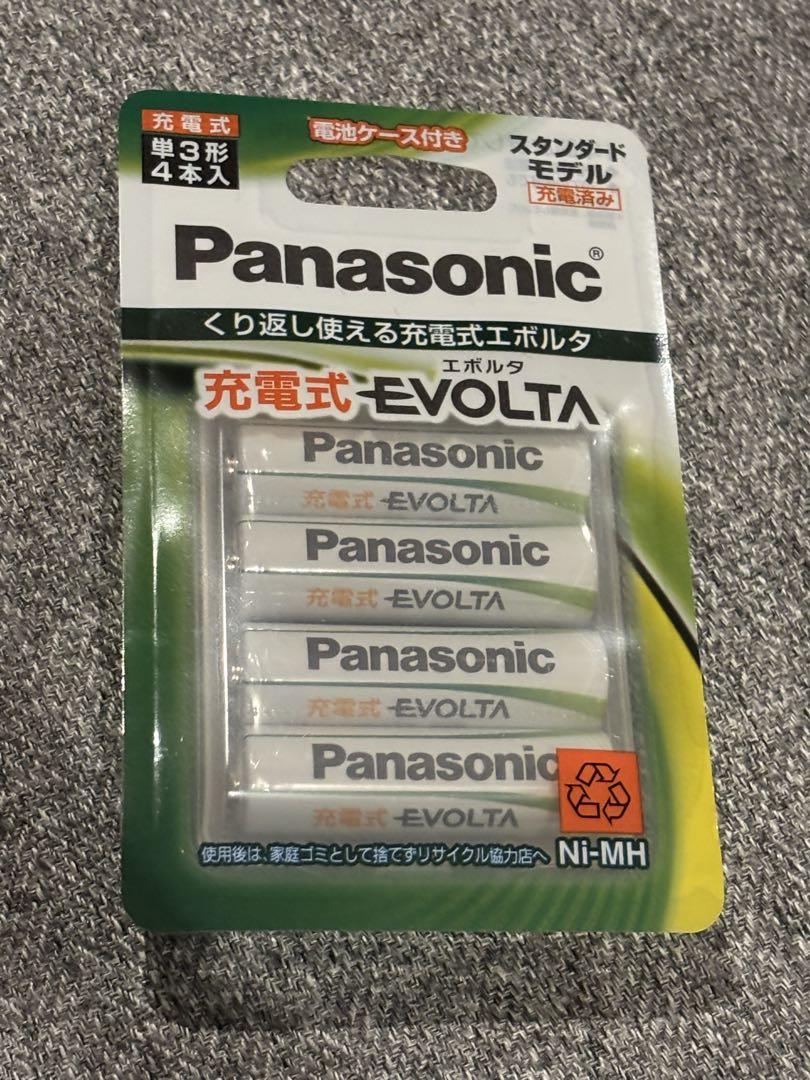 充電式
単3形
4本入
電池ケース付き
スタンダード
モデル
充電済み
Panasonic®
くり返し使える充電式エボルタ
エボルタ
充電式 EVOLTA
Panasonic
充電式 EVOLTA
Panasonic
充電式 EVOLTA
Panasonic
充電式 EVOLTA
Panasonic
充電式 EVOLTA
使用後は、家庭ゴミとして捨てずリサイクル協力店へ Ni-MH